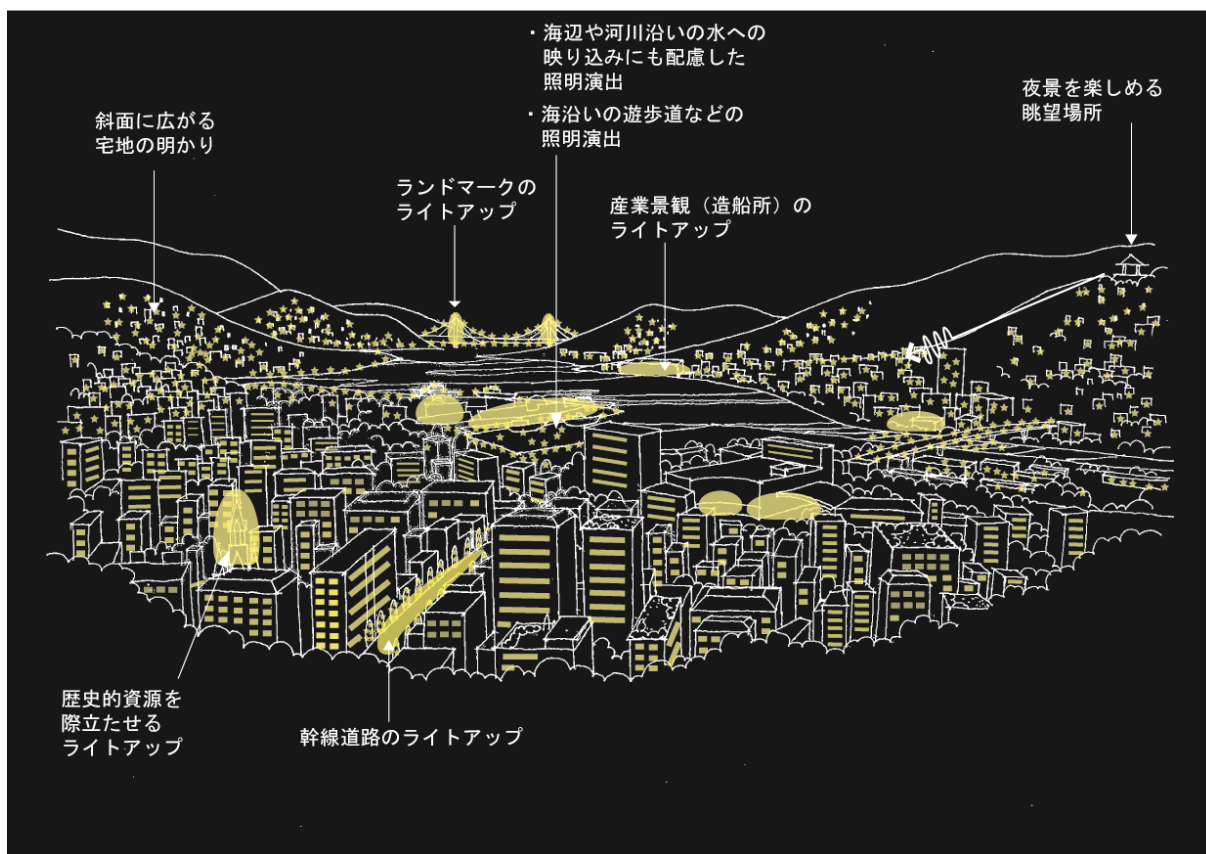 ・海辺や河川沿いの水への
映り込みにも配慮した
照明演出
・海沿いの遊歩道などの
照明演出
夜景を楽しめる
眺望場所
斜面に広がる
宅地の明かり
ランドマークの
ライトアップ
産業景観（造船所）の
ライトアップ
歴史的資源を
際立たせる
ライトアップ
幹線道路のライトアップ